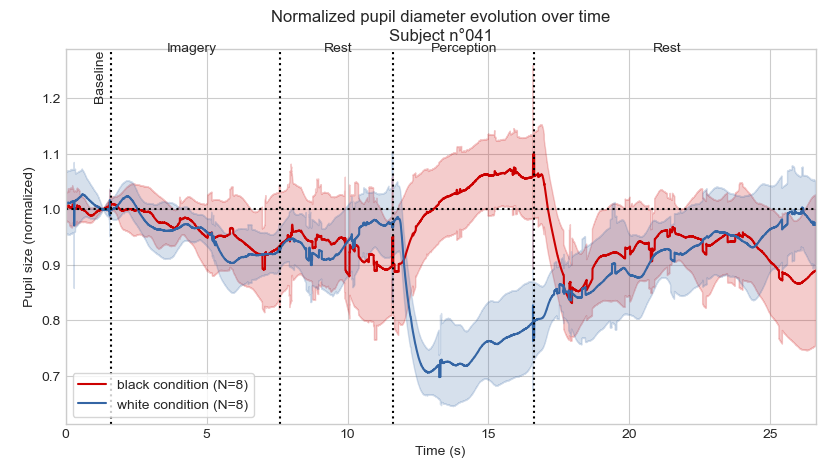 Normalized pupil diameter evolution over time
Subject n°041
Imagery
Rest
Perception
Rest
Baseline
1.2
1.1
1.0
0.9
0.8
0.7
Pupil size (normalized)
black condition (N=8)
white condition (N=8)
0
5
10
15
20
25
Time (s)